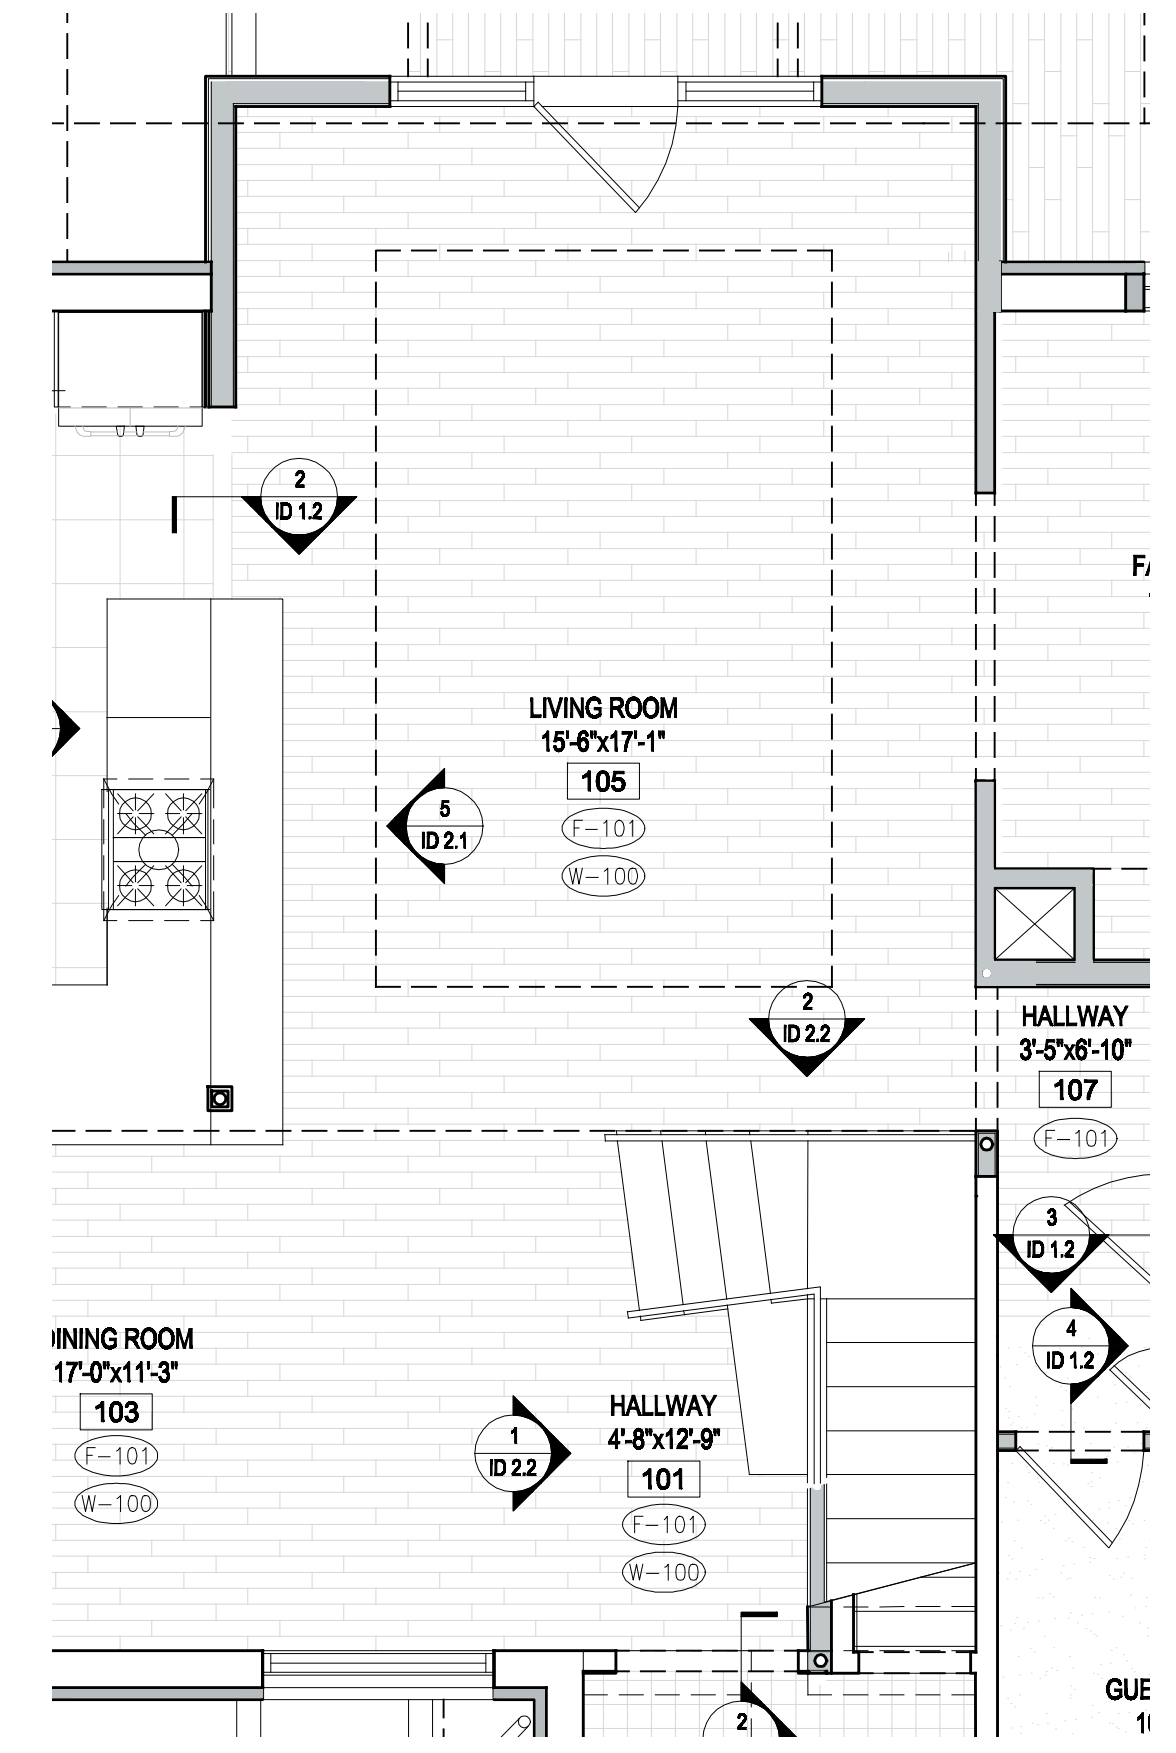 2
ID 1.2
FA
LIVING ROOM
15'-6"x17'-1"
105
F-101
W-100
5
ID 2.1
2
ID 2.2
HALLWAY
3'-5"x6'-10"
107
F-101
3
ID 1.2
4
ID 1.2
DINING ROOM
17'-0"x11'-3"
103
F-101
W-100
1
ID 2.2
HALLWAY
4'-8"x12'-9"
101
F-101
W-100
GUE
10
2